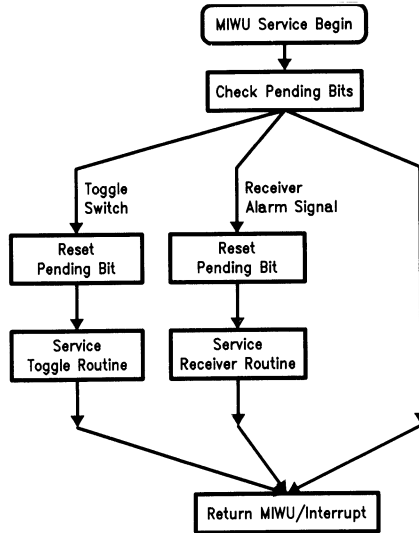 MIWU Service Begin
Check Pending Bits
Toggle
Switch
Receiver
Alarm Signal
Reset
Pending Bit
Reset
Pending Bit
Service
Toggle Routine
Service
Receiver Routine
Return MIWU/Interrupt